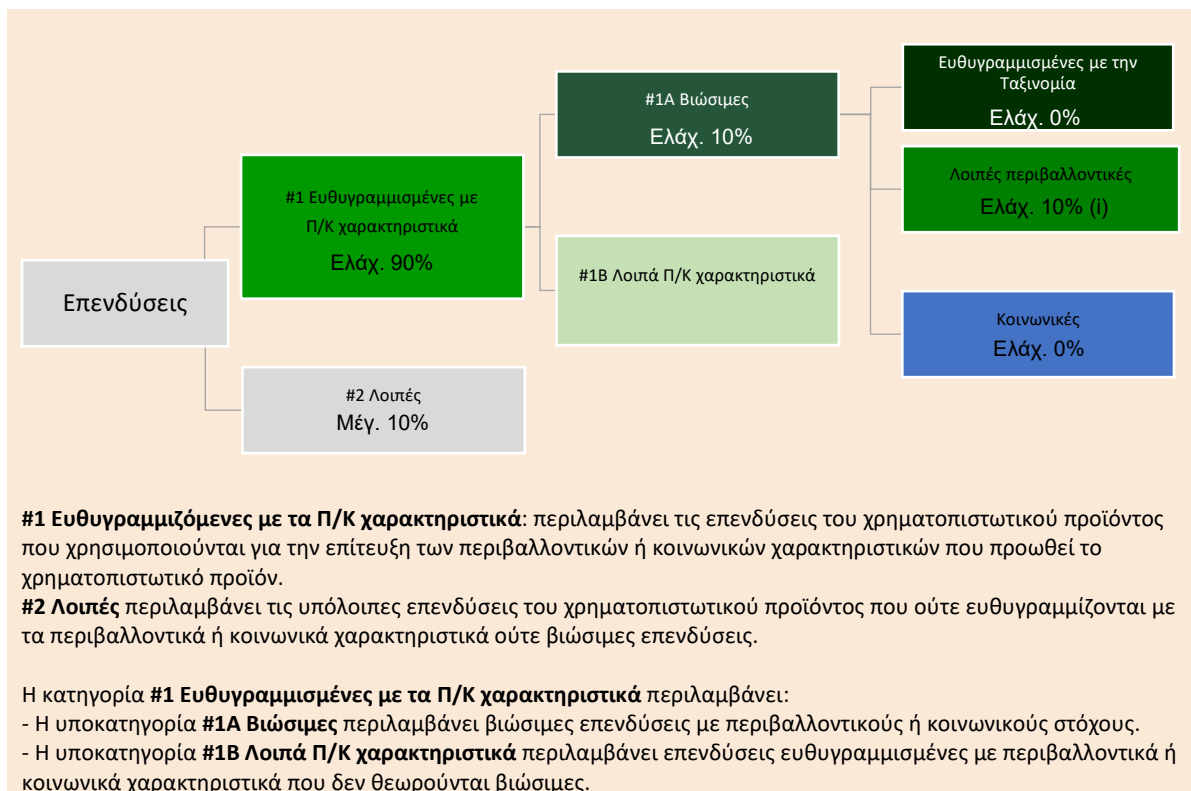 Επενδύσεις
#1 Ευθυγραμμισμένες με
Π/Κ χαρακτηριστικά
Ελάχ. 90%
#2 Λοιπές
Μέγ. 10%
#1Α Βιώσιμες
Ελάχ. 10%
#1Β Λοιπά Π/Κ χαρακτηριστικά
Ευθυγραμμισμένες με την
Ταξινομία
Ελάχ. 0%
Λοιπές περιβαλλοντικές
Ελάχ. 10% (i)
Κοινωνικές
Ελάχ. 0%
#1 Ευθυγραμμιζόμενες με τα Π/Κ χαρακτηριστικά: περιλαμβάνει τις επενδύσεις του χρηματοπιστωτικού προϊόντος
που χρησιμοποιούνται για την επίτευξη των περιβαλλοντικών ή κοινωνικών χαρακτηριστικών που προωθεί το
χρηματοπιστωτικό προϊόν.
#2 Λοιπές περιλαμβάνει τις υπόλοιπες επενδύσεις του χρηματοπιστωτικού προϊόντος που ούτε ευθυγραμμίζονται με
τα περιβαλλοντικά ή κοινωνικά χαρακτηριστικά ούτε βιώσιμες επενδύσεις.
Η κατηγορία #1 Ευθυγραμμισμένες με τα Π/Κ χαρακτηριστικά περιλαμβάνει:
- Η υποκατηγορία #1Α Βιώσιμες περιλαμβάνει βιώσιμες επενδύσεις με περιβαλλοντικούς ή κοινωνικούς στόχους.
- Η υποκατηγορία #1Β Λοιπά Π/Κ χαρακτηριστικά περιλαμβάνει επενδύσεις ευθυγραμμισμένες με περιβαλλοντικά ή
κοινωνικά χαρακτηριστικά που δεν θεωρούνται βιώσιμες.